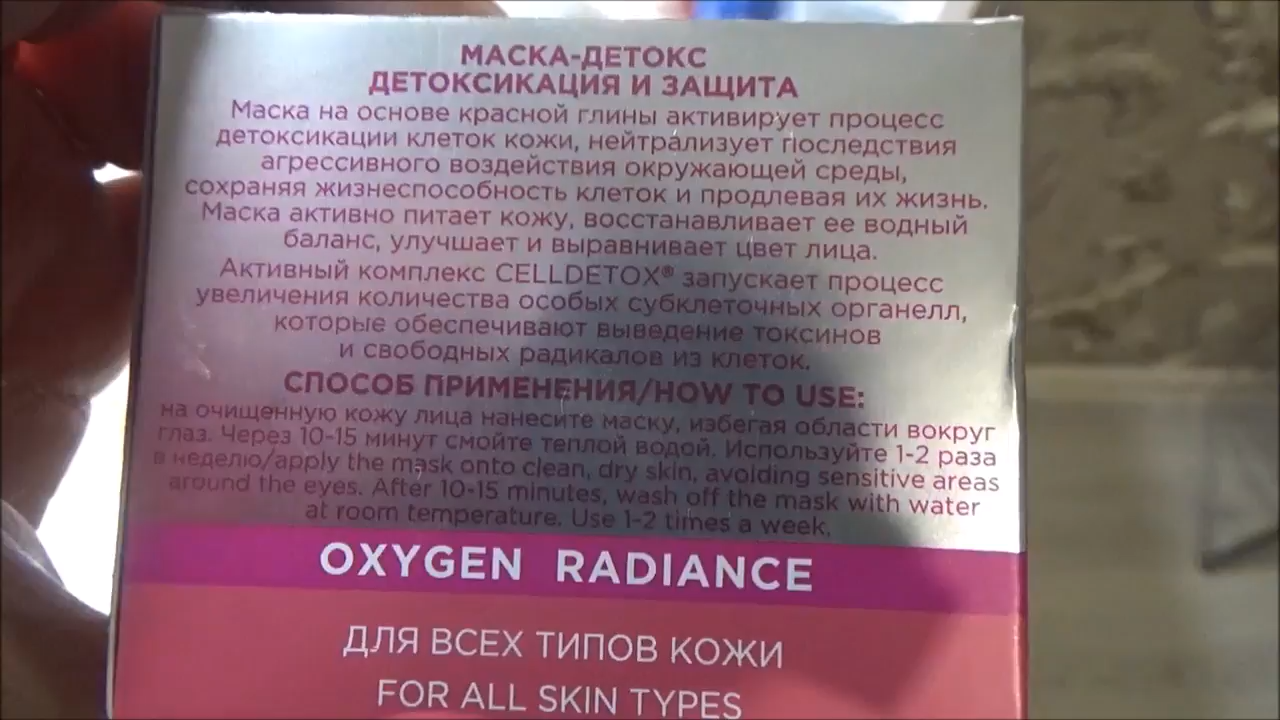 МАСКА-ДЕТОКС
ДЕТОКСИКАЦИЯ И ЗАЩИТА
Маска на основе красной глины активирует процесс
детоксикации клеток кожи, нейтрализует последствия
агрессивного воздействия окружающей среды,
сохраняя жизнеспособность клеток и продлевая их жизнь.
Маска активно питает кожу, восстанавливает ее водный
баланс, улучшает и выравнивает цвет лица.
Активный комплекс CELLDETOX® запускает процесс
увеличения количества особых субклеточных органелл,
которые обеспечивают выведение токсинов
и свободных радикалов из клеток.
СПОСОБ ПРИМЕНЕНИЯ/HOW TO USE:
на очищенную кожу лица нанесите маску, избегая области вокруг
глаз. Через 10-15 минут смойте теплой водой. Используйте 1-2 раза
в неделю/apply the mask onto clean, dry skin, avoiding sensitive areas
around the eyes. After 10-15 minutes, wash off the mask with water
at room temperature. Use 1-2 times a week.
OXYGEN RADIANCE
ДЛЯ ВСЕХ ТИПОВ КОЖИ
FOR ALL SKIN TYPES